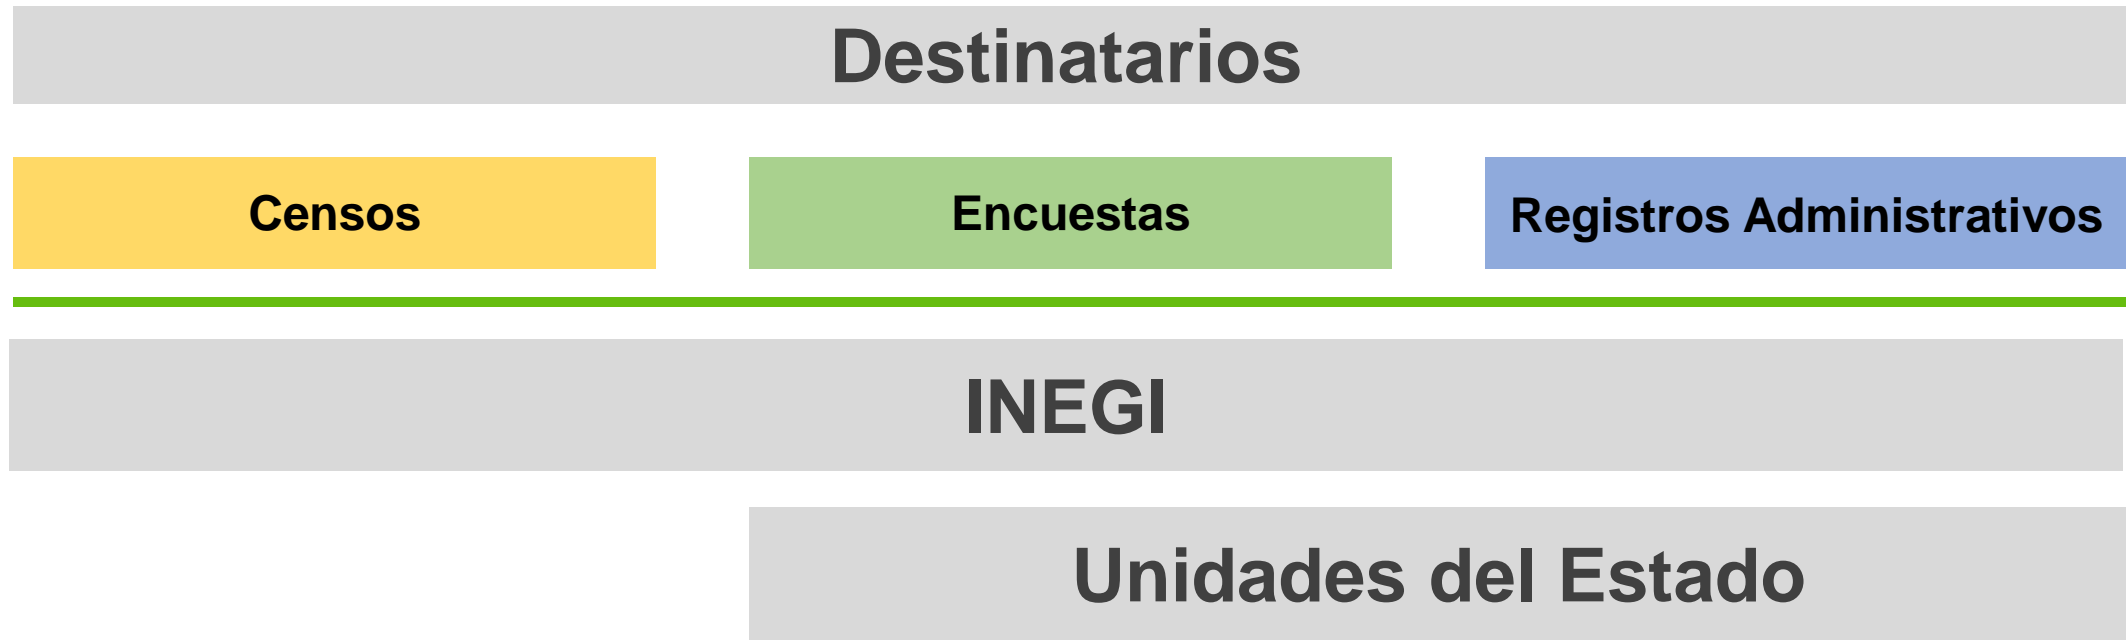 Destinatarios
Censos
Encuestas
Registros Administrativos
INEGI
Unidades del Estado